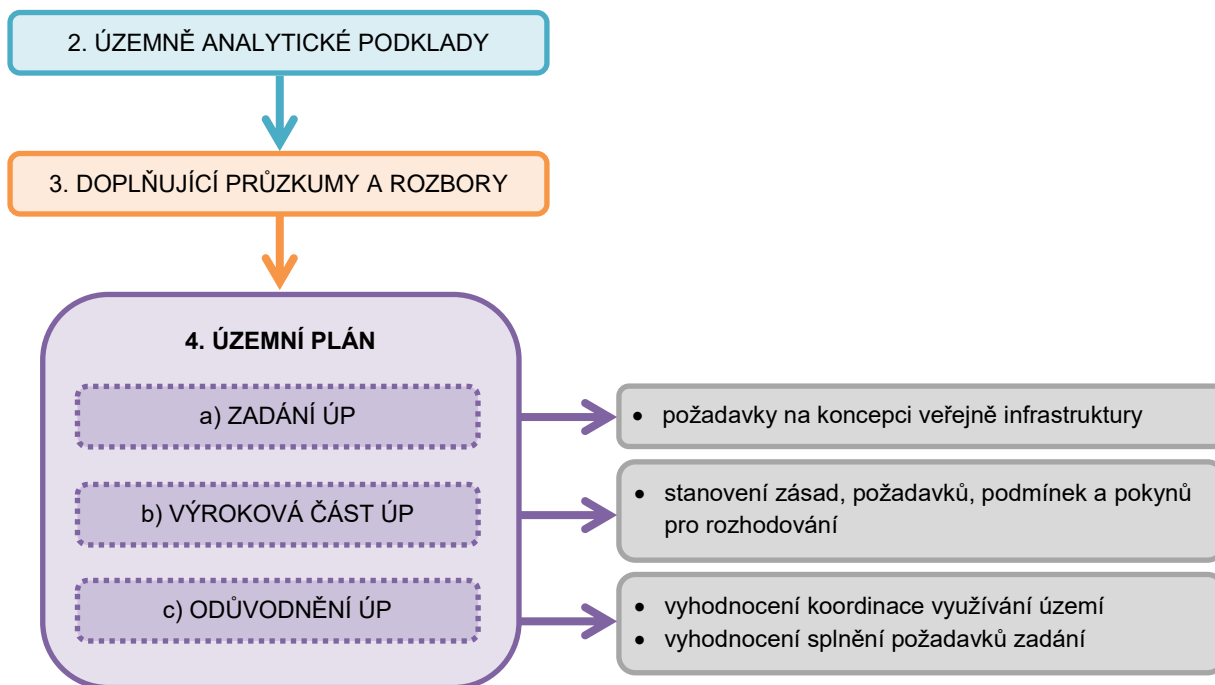 2. ÚZEMNĚ ANALYTICKÉ PODKLADY
3. DOPLŇUJÍCÍ PRŮZKUMY A ROZBORY
4. ÚZEMNÍ PLÁN
a) ZADÁNÍ ÚP
• požadavky na koncepci veřejně infrastruktury
b) VÝROKOVÁ ČÁST ÚP
• stanovení zásad, požadavků, podmínek a pokynů
pro rozhodování
c) ODŮVODNĚNÍ ÚP
• vyhodnocení koordinace využívání území
• vyhodnocení splnění požadavků zadání